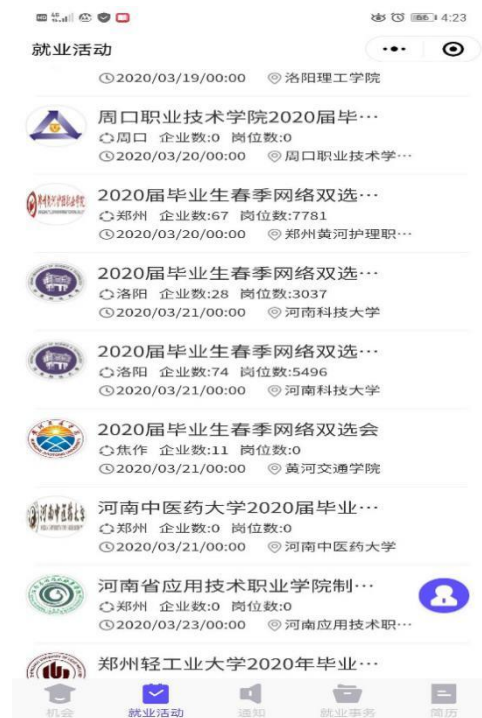 4:23
就业活动
2020/03/19/00:00 洛阳理工学院
周口职业技术学院2020届毕…
周口 企业数:0 岗位数:0
2020/03/20/00:00 周口职业技术学…
2020届毕业生春季网络双选…
郑州 企业数:67 岗位数:7781
2020/03/20/00:00 郑州黄河护理职…
2020届毕业生春季网络双选…
洛阳 企业数:28 岗位数:3037
2020/03/21/00:00 河南科技大学
2020届毕业生春季网络双选…
洛阳 企业数:74 岗位数:5496
2020/03/21/00:00 河南科技大学
2020届毕业生春季网络双选会
焦作 企业数:11 岗位数:0
2020/03/21/00:00 黄河交通学院
河南中医药大学2020届毕业…
郑州 企业数:0 岗位数:0
2020/03/21/00:00 河南中医药大学
河南省应用技术职业学院制…
郑州 企业数:0 岗位数:0
2020/03/23/00:00 河南应用技术职…
郑州轻工业大学2020年毕业…
机会 就业活动 通知 就业事务 简历